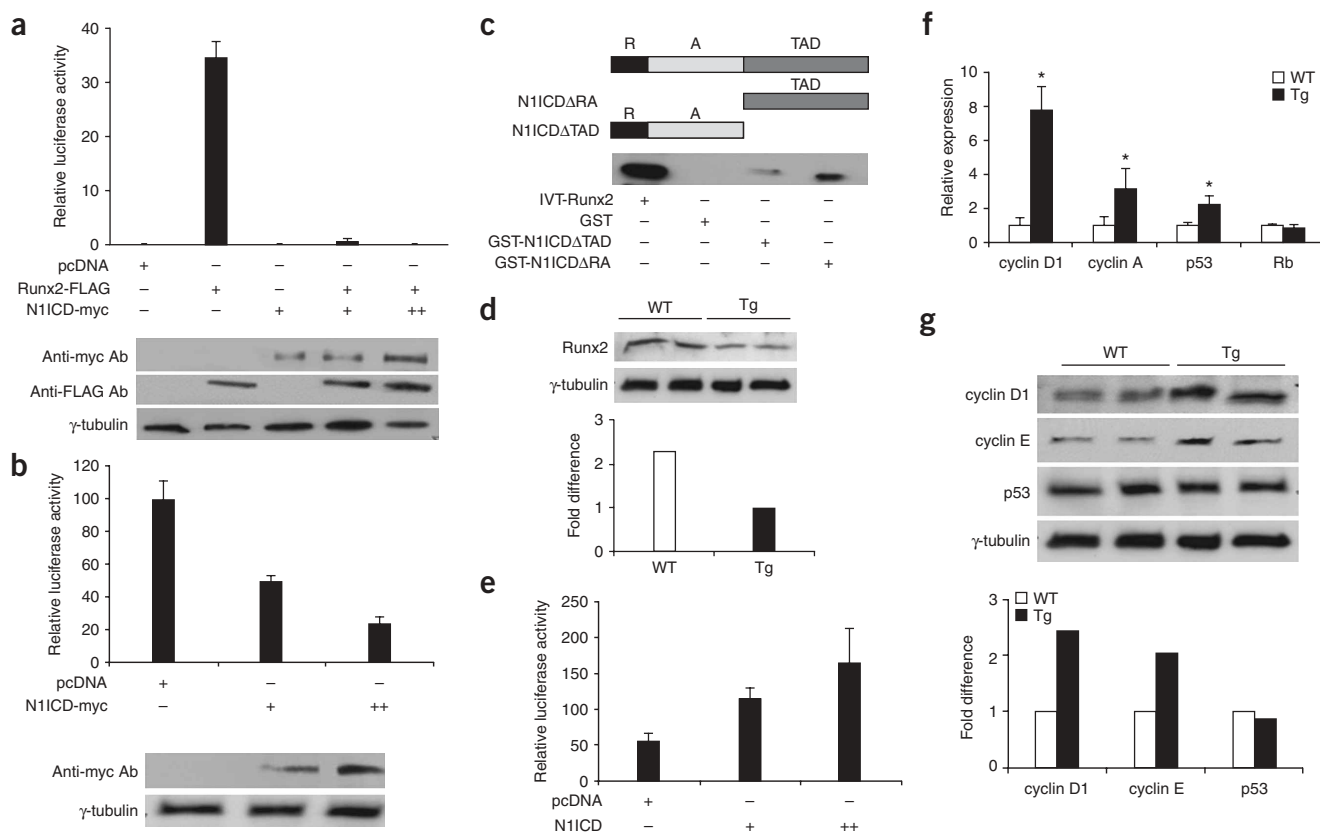 a
Relative luciferase activity
40
30
20
10
0
pcDNA + – – – –
Runx2-FLAG – + – + +
N1ICD-myc – – + + ++
Anti-myc Ab
Anti-FLAG Ab
γ-tubulin
b
Relative luciferase activity
120
100
80
60
40
20
0
pcDNA + – –
N1ICD-myc – + ++
Anti-myc Ab
γ-tubulin
c
R A TAD
TAD
N1ICDΔRA
R A
N1ICDΔTAD
IVT-Runx2 + – – –
GST – + – –
GST-N1ICDΔTAD – – + –
GST-N1ICDΔRA – – – +
d
WT Tg
Runx2
γ-tubulin
Fold difference
3
2
1
0
WT Tg
e
Relative luciferase activity
250
200
150
100
50
0
pcDNA + – –
N1ICD – + ++
f
Relative expression
10
8
6
4
2
0
WT
Tg
* * *
cyclin D1 cyclin A p53 Rb
g
WT Tg
cyclin D1
cyclin E
p53
γ-tubulin
Fold difference
3
2
1
0
WT
Tg
cyclin D1 cyclin E p53